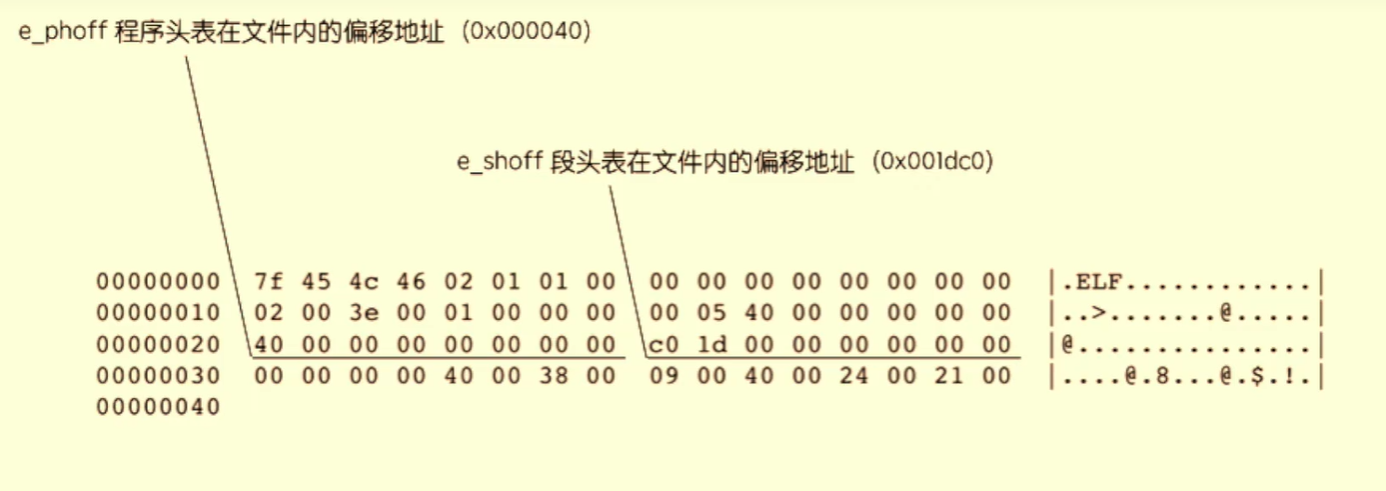 e_phoff 程序头表在文件内的偏移地址（0x000040）
e_shoff 段头表在文件内的偏移地址（0x001dc0）
00000000 7f 45 4c 46 02 01 01 00 00 00 00 00 00 00 00 00 |.ELF............|
00000010 02 00 3e 00 01 00 00 00 00 05 40 00 00 00 00 00 |..>.......@.....|
00000020 40 00 00 00 00 00 00 00 c0 1d 00 00 00 00 00 00 |@...............|
00000030 00 00 00 00 40 00 38 00 09 00 40 00 24 00 21 00 |....@.8...@.$.!.|
00000040